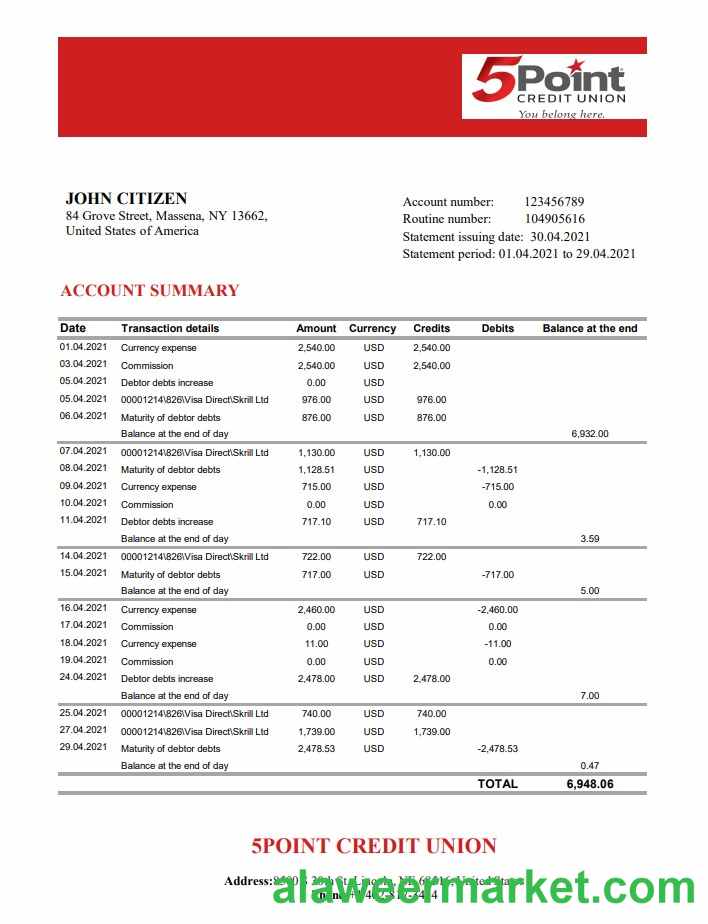 5Point
CREDIT UNION
You belong here.
JOHN CITIZEN
84 Grove Street, Massena, NY 13662,
United States of America
Account number: 123456789
Routine number: 104905616
Statement issuing date: 30.04.2021
Statement period: 01.04.2021 to 29.04.2021
ACCOUNT SUMMARY
Date Transaction details Amount Currency Credits Debits Balance at the end
01.04.2021 Currency expense 2,540.00 USD 2,540.00
03.04.2021 Commission 2,540.00 USD 2,540.00
05.04.2021 Debtor debts increase 0.00 USD
05.04.2021 00001214\826\Visa Direct\Skrill Ltd 976.00 USD 976.00
06.04.2021 Maturity of debtor debts 876.00 USD 876.00
Balance at the end of day 6,932.00
07.04.2021 00001214\826\Visa Direct\Skrill Ltd 1,130.00 USD 1,130.00
08.04.2021 Maturity of debtor debts 1,128.51 USD -1,128.51
09.04.2021 Currency expense 715.00 USD -715.00
10.04.2021 Commission 0.00 USD 0.00
11.04.2021 Debtor debts increase 717.10 USD 717.10
Balance at the end of day 3.59
14.04.2021 00001214\826\Visa Direct\Skrill Ltd 722.00 USD 722.00
15.04.2021 Maturity of debtor debts 717.00 USD -717.00
Balance at the end of day 5.00
16.04.2021 Currency expense 2,460.00 USD -2,460.00
17.04.2021 Commission 0.00 USD 0.00
18.04.2021 Currency expense 11.00 USD -11.00
19.04.2021 Commission 0.00 USD 0.00
24.04.2021 Debtor debts increase 2,478.00 USD 2,478.00
Balance at the end of day 7.00
25.04.2021 00001214\826\Visa Direct\Skrill Ltd 740.00 USD 740.00
27.04.2021 00001214\826\Visa Direct\Skrill Ltd 1,739.00 USD 1,739.00
29.04.2021 Maturity of debtor debts 2,478.53 USD -2,478.53
Balance at the end of day 0.47
TOTAL 6,948.06
5POINT CREDIT UNION
Address:
alaweermarket.com